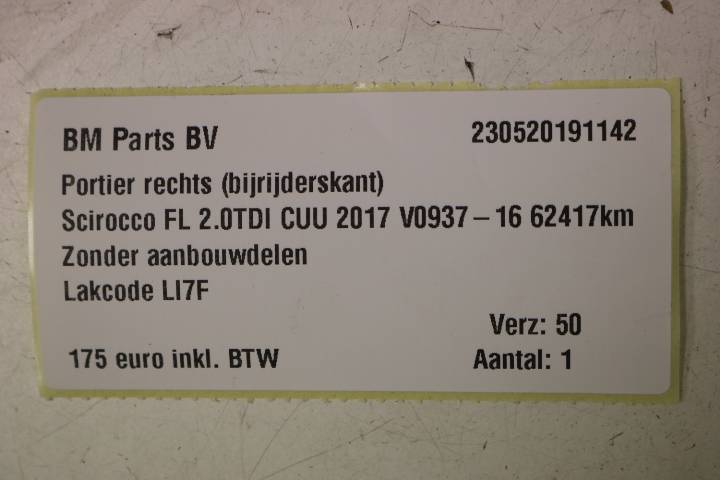 BM Parts BV 230520191142
Portier rechts (bijrijderskant)
Scirocco FL 2.0TDI CUU 2017 V0937-16 62417km
Zonder aanbouwdelen
Lakcode LI7F
Verz: 50
175 euro inkl. BTW Aantal: 1